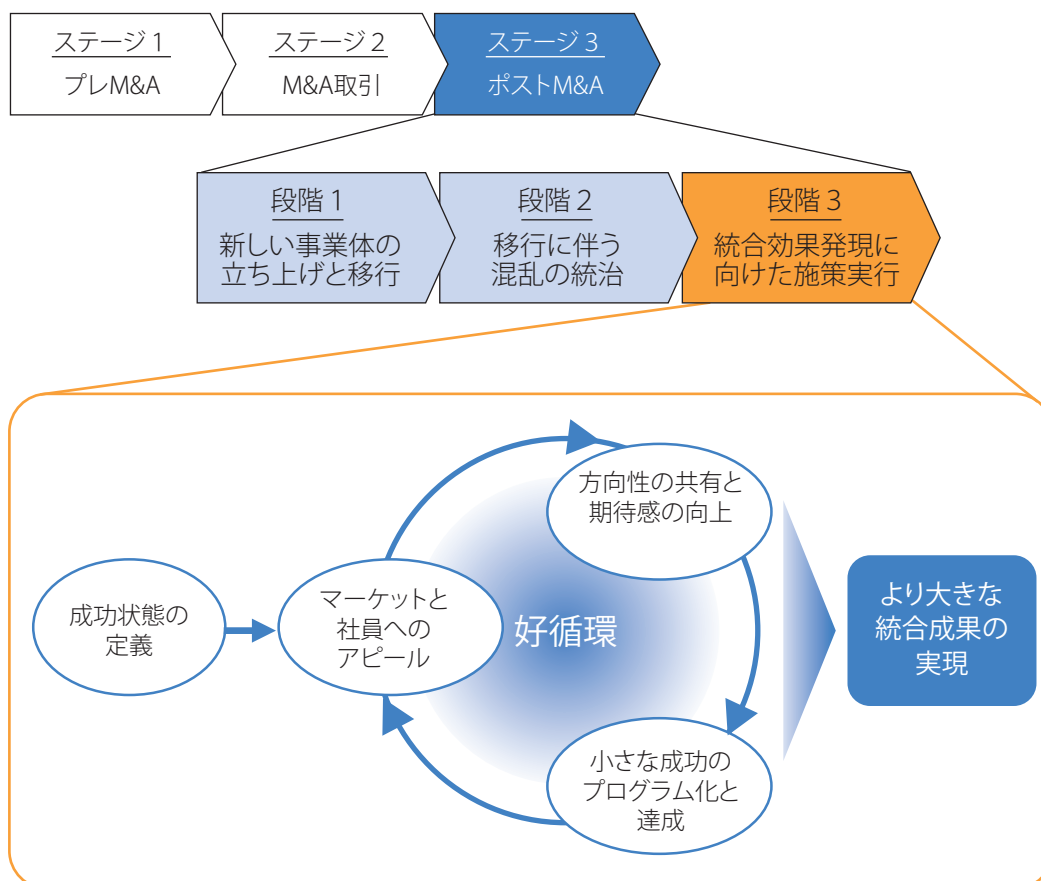 ステージ 1
プレM&A
ステージ 2
M&A取引
ステージ 3
ポストM&A
段階 1
新しい事業体の
立ち上げと移行
段階 2
移行に伴う
混乱の統治
段階 3
統合効果発現に
向けた施策実行
成功状態の
定義
マーケットと
社員への
アピール
方向性の共有と
期待感の向上
好循環
小さな成功の
プログラム化と
達成
より大きな
統合成果の
実現